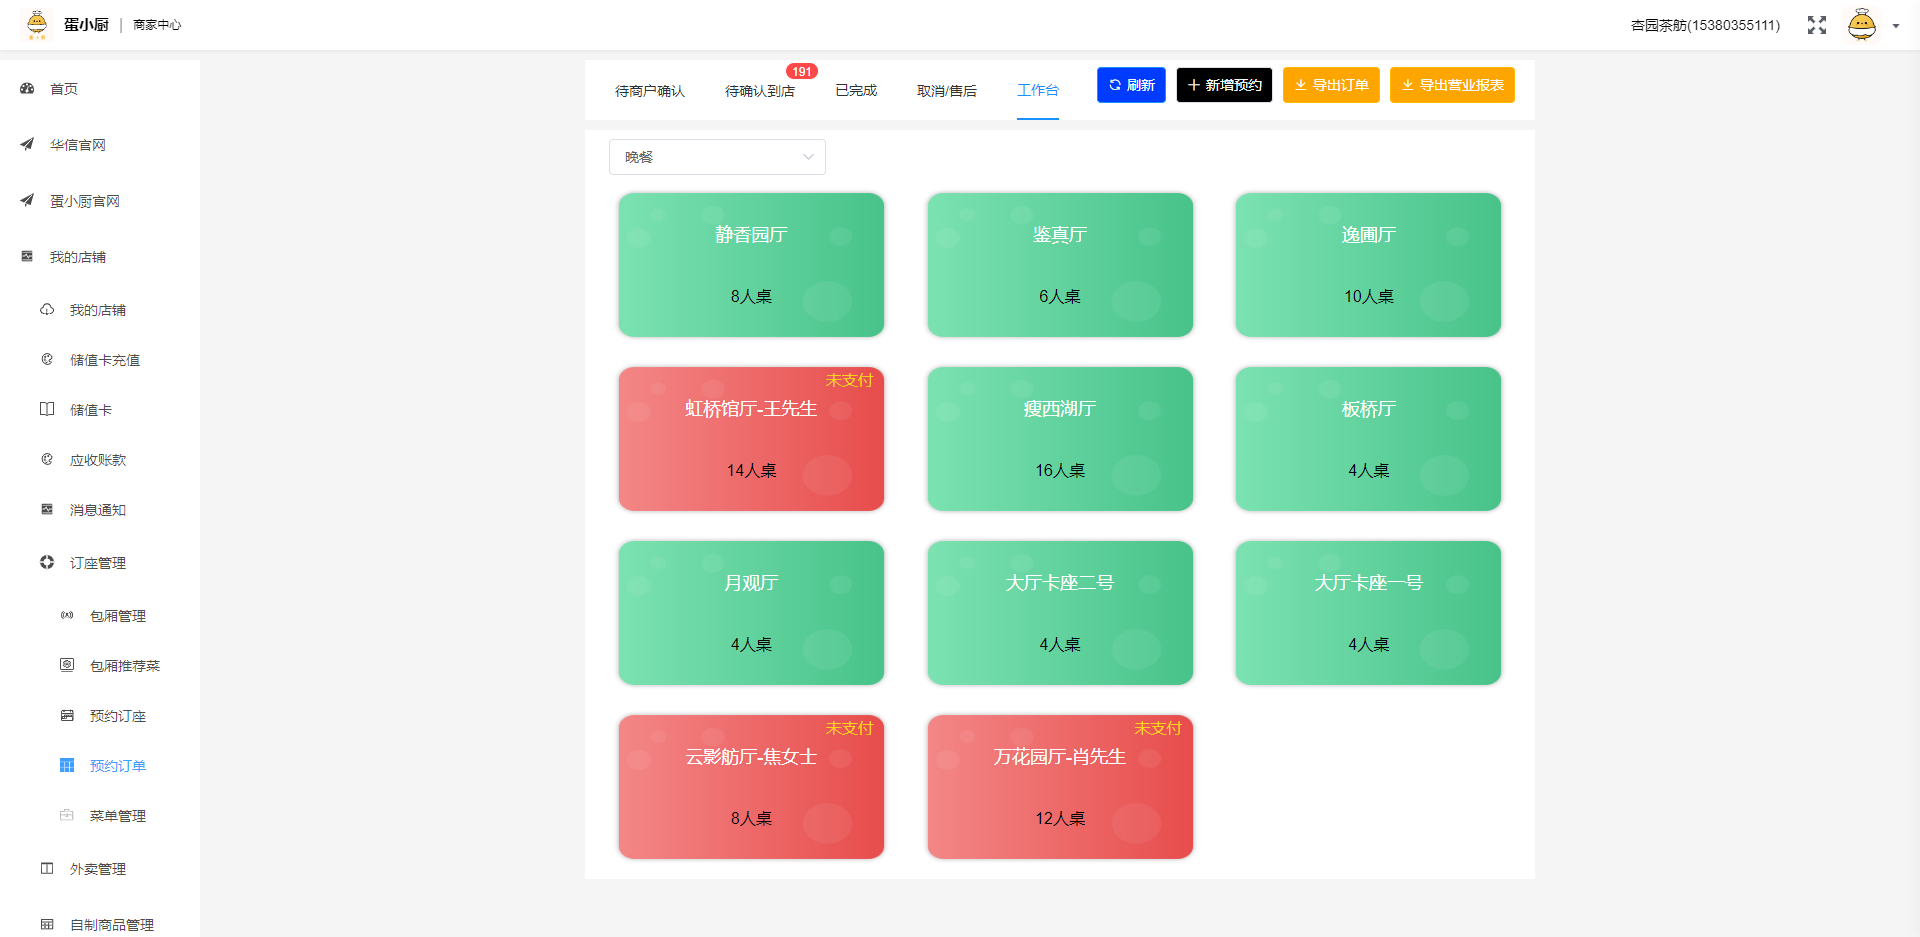 蛋小厨 | 商家中心
杏园茶舫(15380355111)
首页
华信官网
蛋小厨官网
我的店铺
我的店铺
储值卡充值
储值卡
应收账款
消息通知
订座管理
包厢管理
包厢推荐菜
预约订座
预约订单
菜单管理
外卖管理
自制商品管理
待商户确认 待确认到店 191 已完成 取消/售后 工作台 刷新 新增预约 导出订单 导出营业报表
晚餐
静香园厅
8人桌
鉴真厅
6人桌
逸圃厅
10人桌
未支付
虹桥馆厅-王先生
14人桌
瘦西湖厅
16人桌
板桥厅
4人桌
月观厅
4人桌
大厅卡座二号
4人桌
大厅卡座一号
4人桌
未支付
云影舫厅-焦女士
8人桌
未支付
万花园厅-肖先生
12人桌